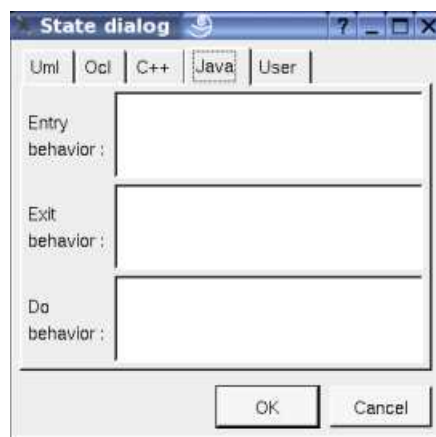 State dialog
Uml Ocl C++ Java User
Entry
behavior :
Exit
behavior :
Do
behavior :
OK Cancel